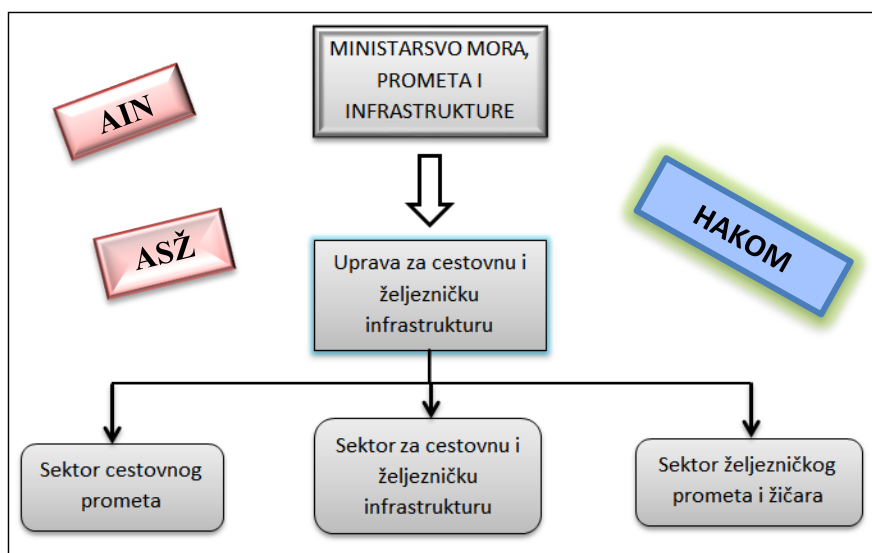 MINISTARSVO MORA,
PROMETA I
INFRASTRUKTURE
AIN
HAKOM
ASŽ
Uprava za cestovnu i
željezničku
infrastrukturu
Sektor cestovnog
prometa
Sektor za cestovnu i
željezničku
infrastrukturu
Sektor željezničkog
prometa i žičara